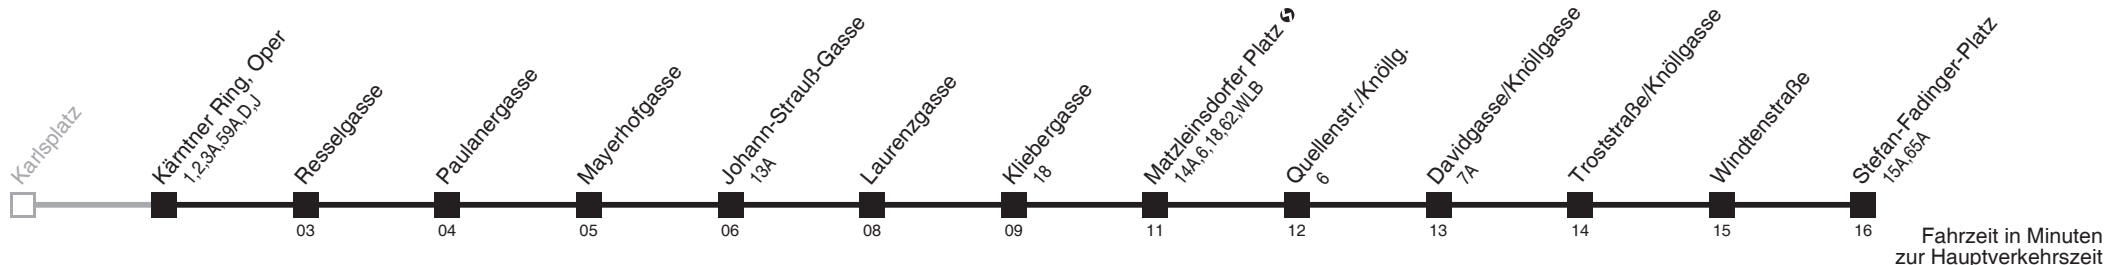 Karlsplatz
Kärntner Ring, Oper
1,2,3A,59A,D,J
Resselgasse
Paulanergasse
Mayerhofgasse
Johann-Strauß-Gasse
13A
Laurenzgasse
Kliebergasse
18
Matzleinsdorfer Platz
14A,6,18,62,WLB
Quellenstr./Knöllg.
6
Davidgasse/Knöllgasse
7A
Troststraße/Knöllgasse
Windtenstraße
Stefan-Fadinger-Platz
15A,65A
03
04
05
06
08
09
11
12
13
14
15
16
Fahrzeit in Minuten
zur Hauptverkehrszeit